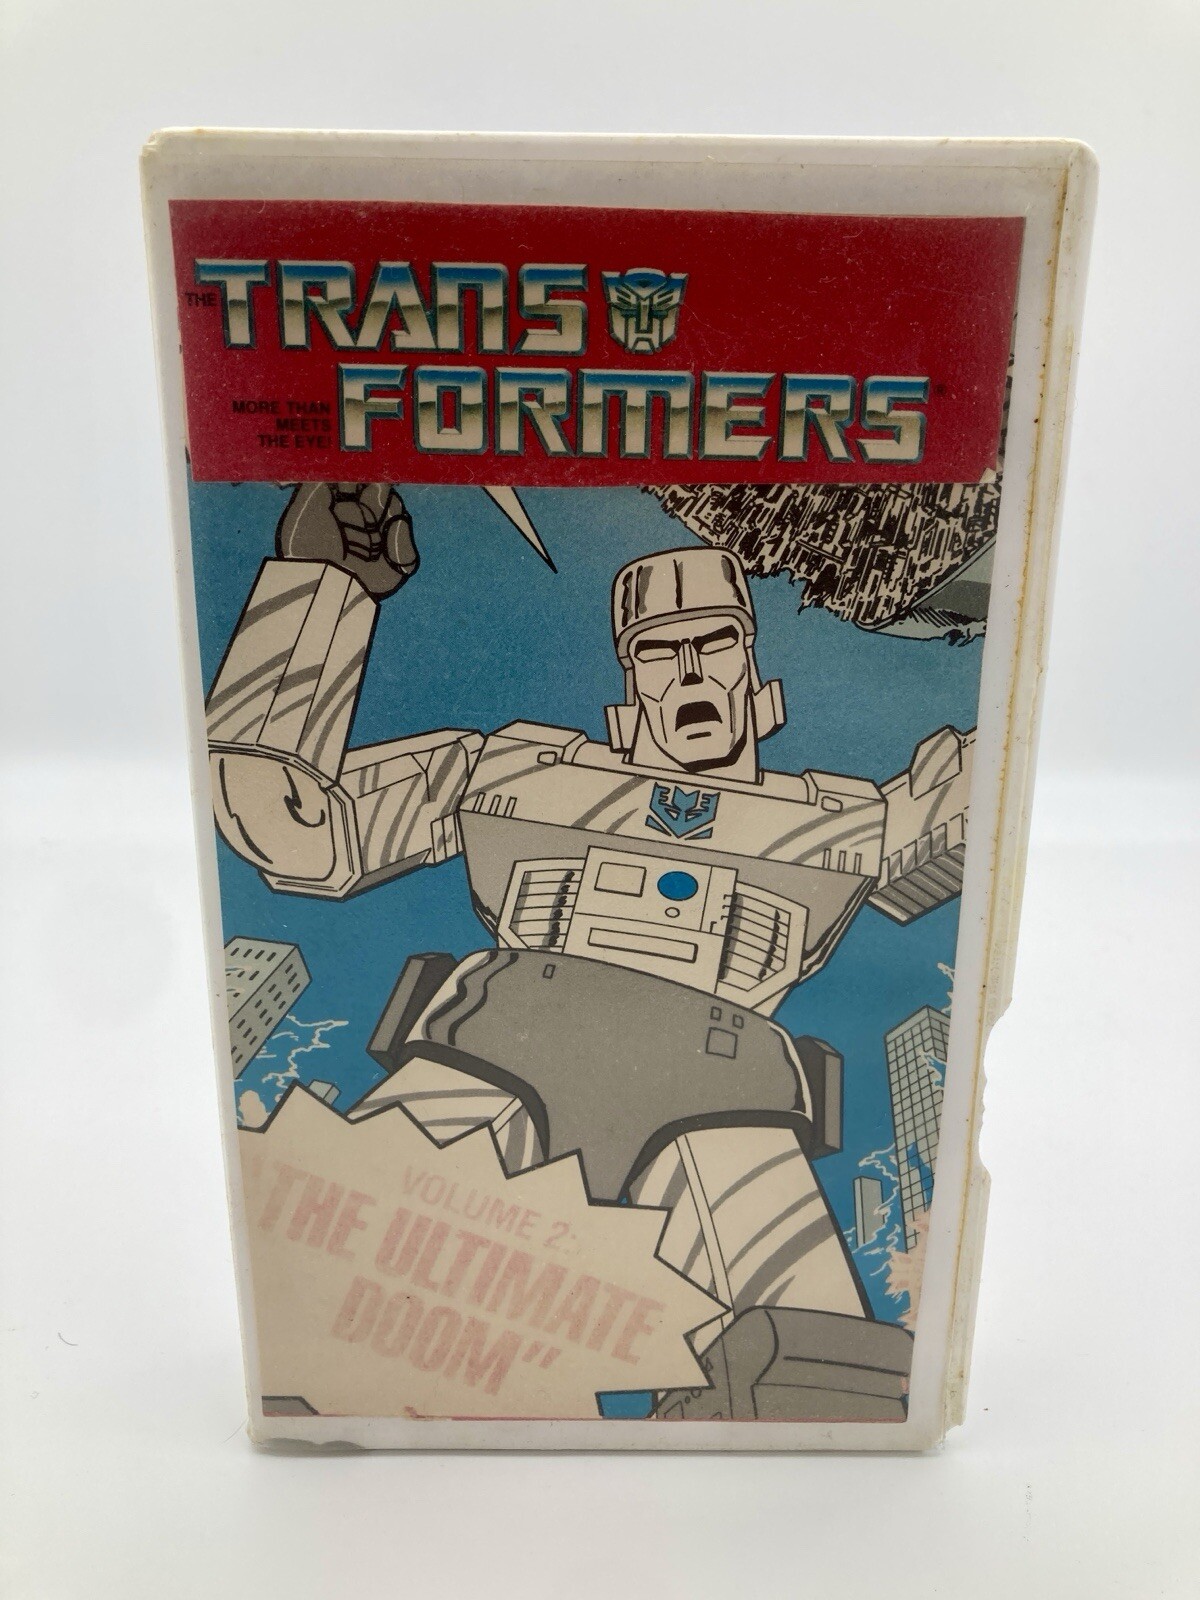 THE TRANS
FORMERS®
MORE THAN
MEETS
THE EYE!
VOLUME 2:
"THE ULTIMATE
DOOM"